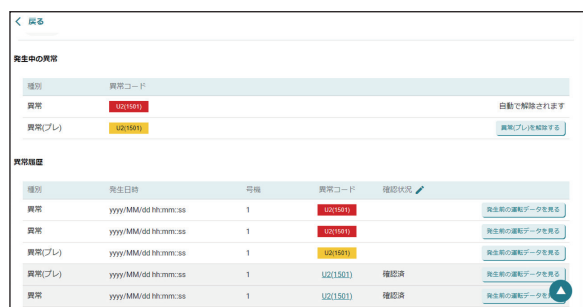 戻る
発生中の異常
種別 異常コード
異常 U2(1501) 自動で解除されます
異常(プレ) U2(1501) 異常(プレ)を解除する
異常履歴
種別 発生日時 号機 異常コード 確認状況
異常 yyyy/MM/dd hh:mm::ss 1 U2(1501) 発生前の運転データを見る
異常 yyyy/MM/dd hh:mm::ss 1 U2(1501) 発生前の運転データを見る
異常(プレ) yyyy/MM/dd hh:mm::ss 1 U2(1501) 発生前の運転データを見る
異常(プレ) yyyy/MM/dd hh:mm::ss 1 U2(1501) 確認済 発生前の運転データを見る
異常(プレ) yyyy/MM/dd hh:mm::ss 1 U2(1501) 確認済 発生前の運転データを見る